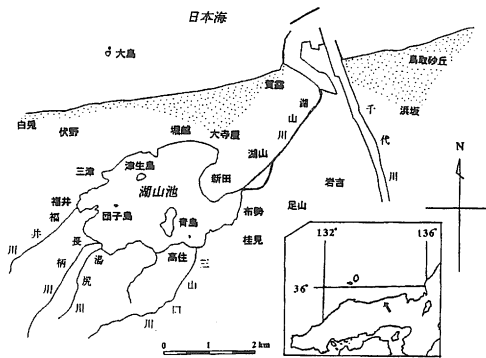 日本海
大島
鳥取砂丘
賀露
千代川
浜坂
白兎
伏野
堀越
大寺屋
湖山川
湖山
三津
津生島
新田
岩吉
湖山池
福井
団子島
青島
布勢
足山
N
福井川
長柄川
湯尻川
高住
桂見
三山口川
0 1 2 km
132°
136°
36°